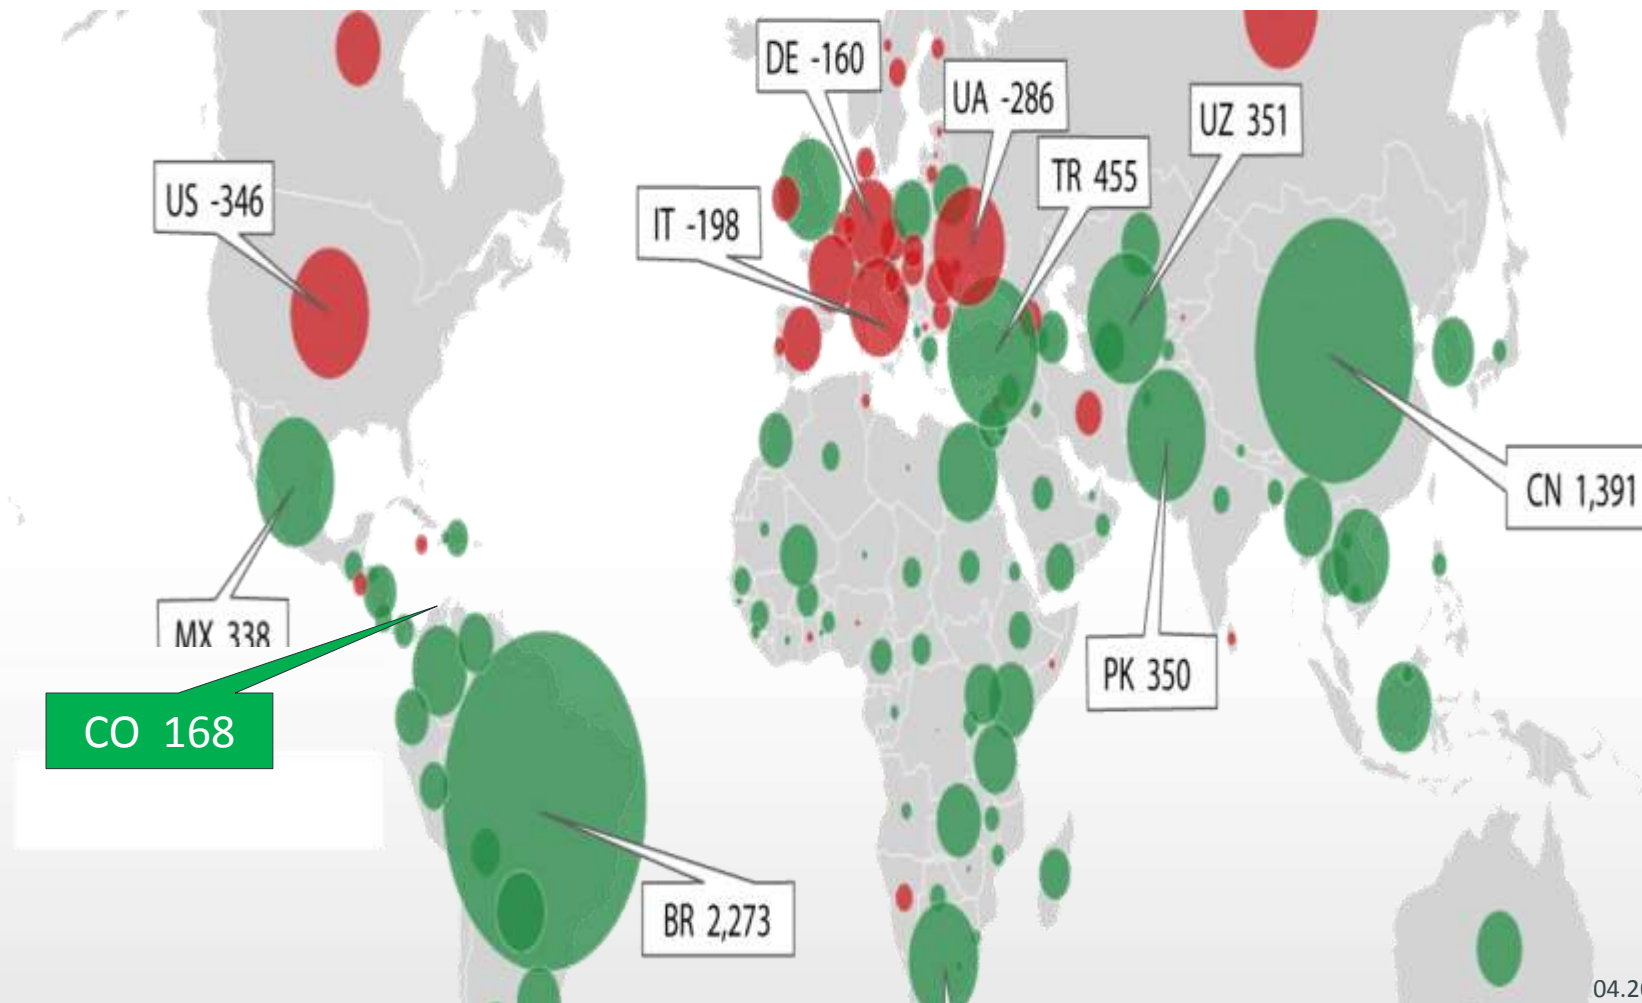 DE -160
UA -286
UZ 351
TR 455
US -346
IT -198
CN 1,391
MX 338
PK 350
CO 168
BR 2,273